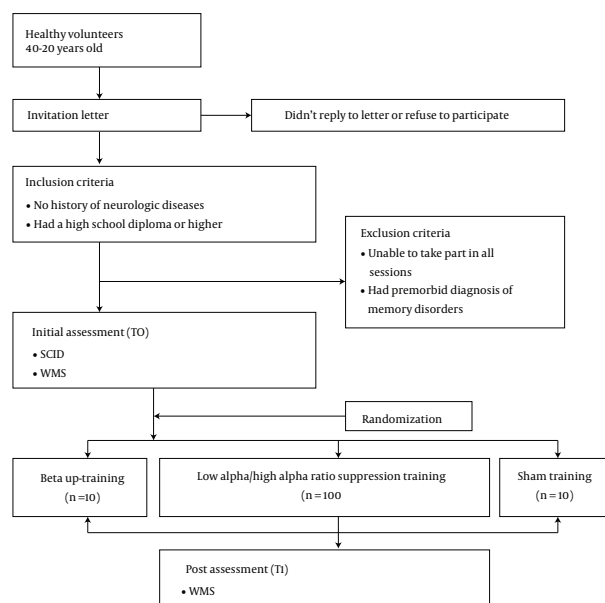 Healthy volunteers
40-20 years old
Invitation letter
Didn't reply to letter or refuse to participate
Inclusion criteria
• No history of neurologic diseases
• Had a high school diploma or higher
Exclusion criteria
• Unable to take part in all
sessions
• Had premorbid diagnosis of
memory disorders
Initial assessment (TO)
• SCID
• WMS
Randomization
Beta up-training
(n =10)
Low alpha/high alpha ratio suppression training
(n = 100
Sham training
(n = 10)
Post assessment (T1)
• WMS